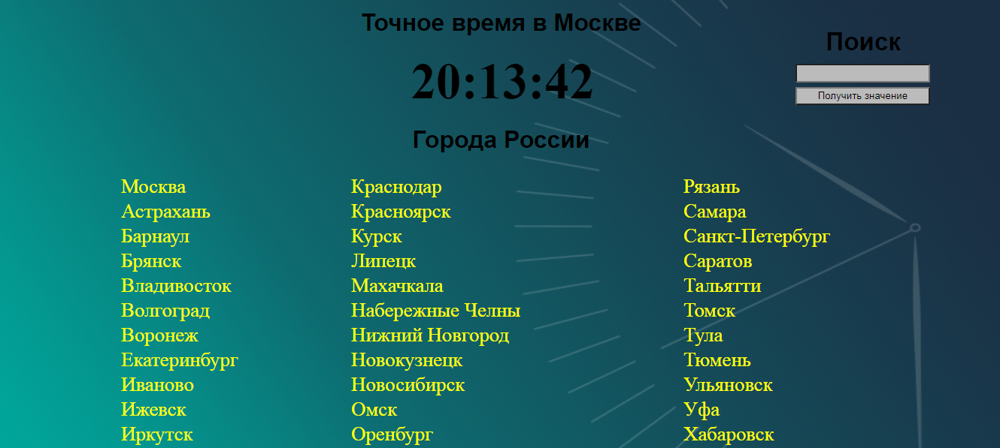 Точное время в Москве
Поиск
20:13:42
Получить значение
Города России
Москва
Астрахань
Барнаул
Брянск
Владивосток
Волгоград
Воронеж
Екатеринбург
Иваново
Ижевск
Иркутск
Краснодар
Красноярск
Курск
Липецк
Махачкала
Набережные Челны
Нижний Новгород
Новокузнецк
Новосибирск
Омск
Оренбург
Рязань
Самара
Санкт-Петербург
Саратов
Тальятти
Томск
Тула
Тюмень
Ульяновск
Уфа
Хабаровск